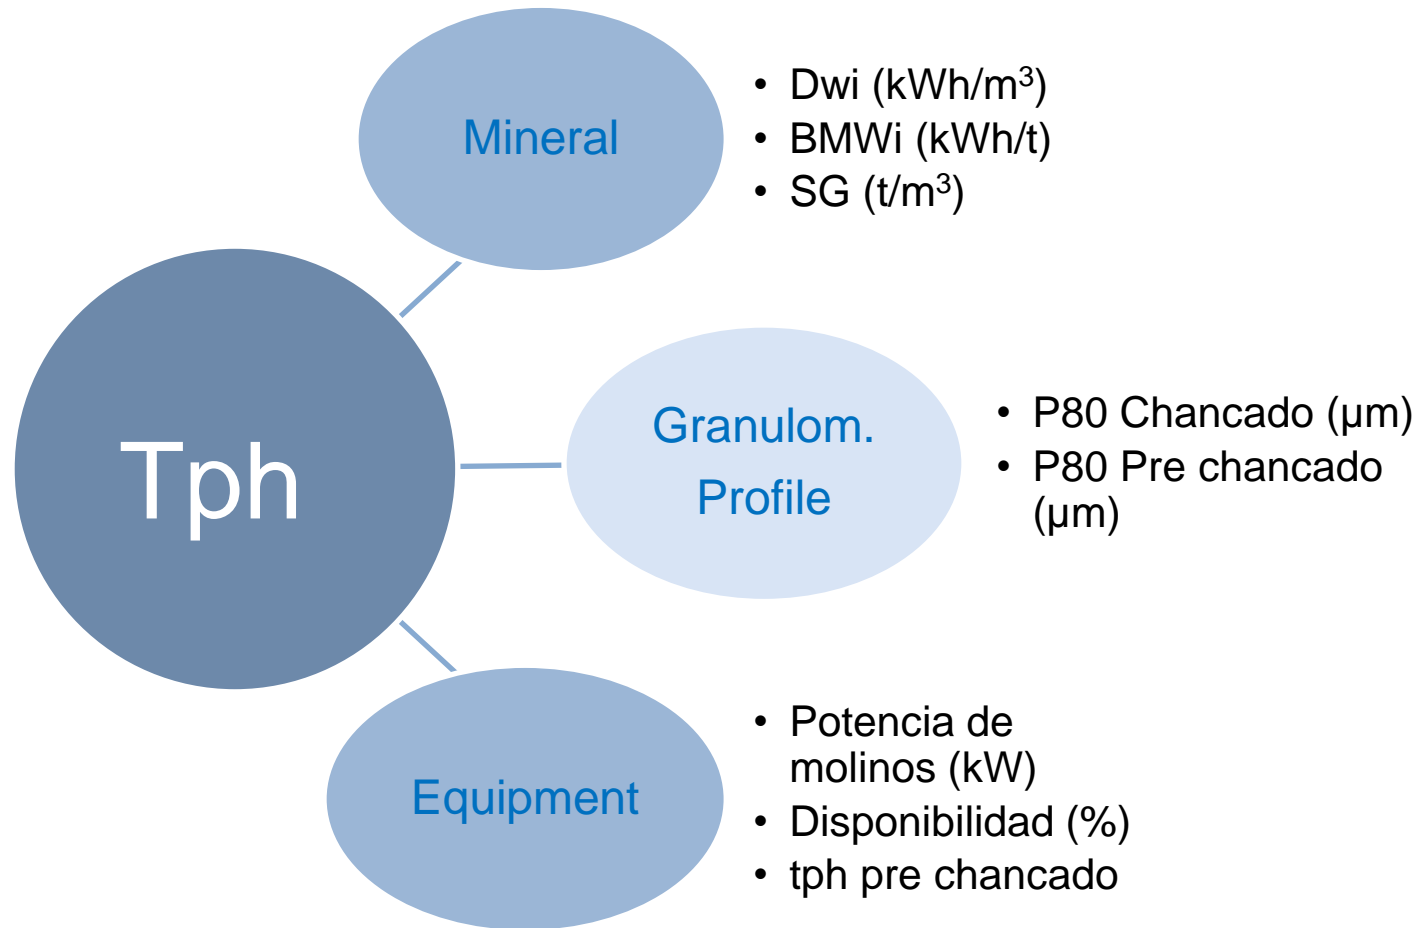 Mineral
• Dwi (kWh/m³)
• BMWi (kWh/t)
• SG (t/m³)
Tph
Granulom.
Profile
• P80 Chancado (µm)
• P80 Pre chancado
(µm)
Equipment
• Potencia de
molinos (kW)
• Disponibilidad (%)
• tph pre chancado